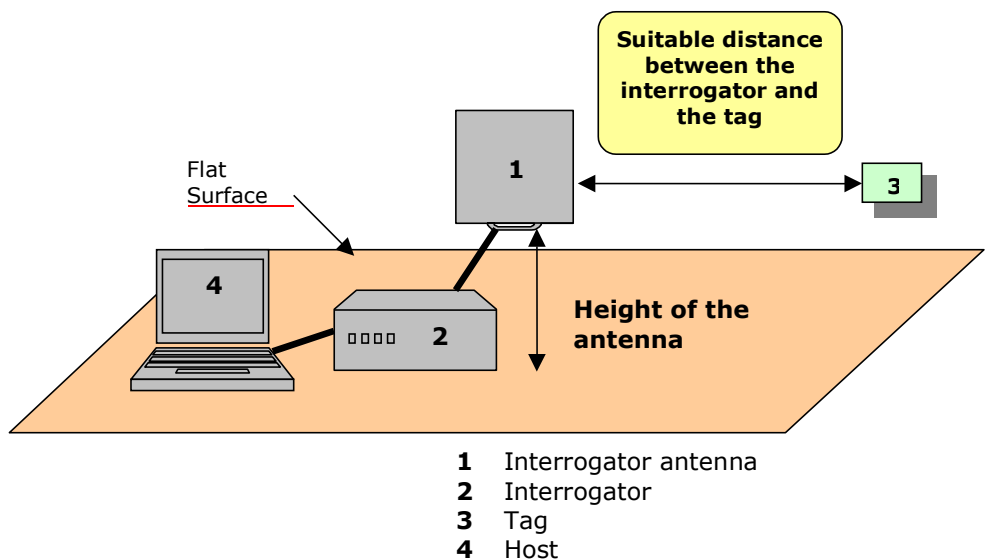 Suitable distance
between the
interrogator and
the tag
1
Flat
Surface
3
4
2
Height of the
antenna
1 Interrogator antenna
2 Interrogator
3 Tag
4 Host